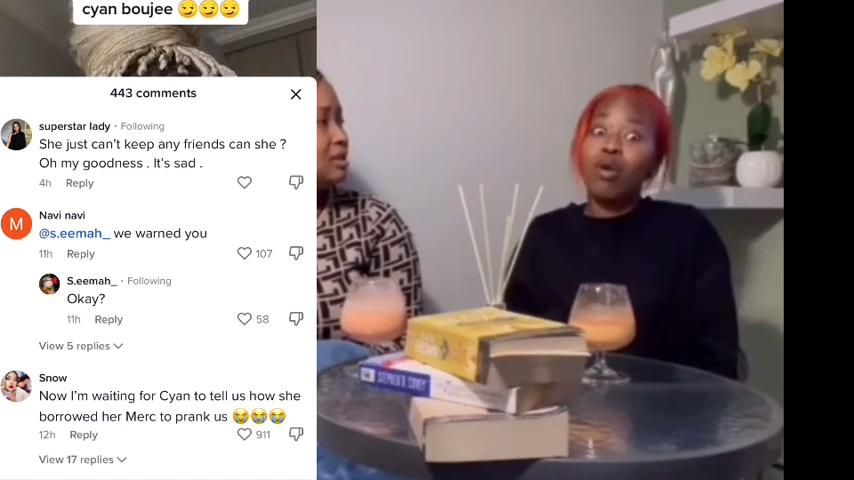 cyan boujee 😏😏😏
443 comments
superstar lady · Following
She just can't keep any friends can she ?
Oh my goodness . It's sad .
4h Reply
M
Navi navi
@s.eemah_ we warned you
11h Reply 107
S.eemah_ · Following
Okay?
11h Reply 58
View 5 replies
Snow
Now I'm waiting for Cyan to tell us how she
borrowed her Merc to prank us 😭😭😭
12h Reply 911
View 17 replies
STEPHEN R. COVEY